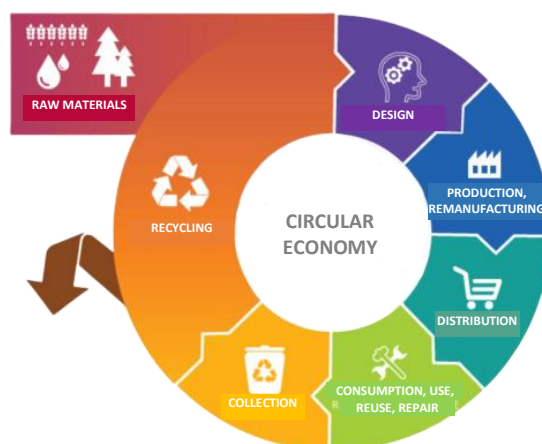 RAW MATERIALS
DESIGN
PRODUCTION,
REMANUFACTURING
DISTRIBUTION
CONSUMPTION, USE,
REUSE, REPAIR
COLLECTION
RECYCLING
CIRCULAR
ECONOMY